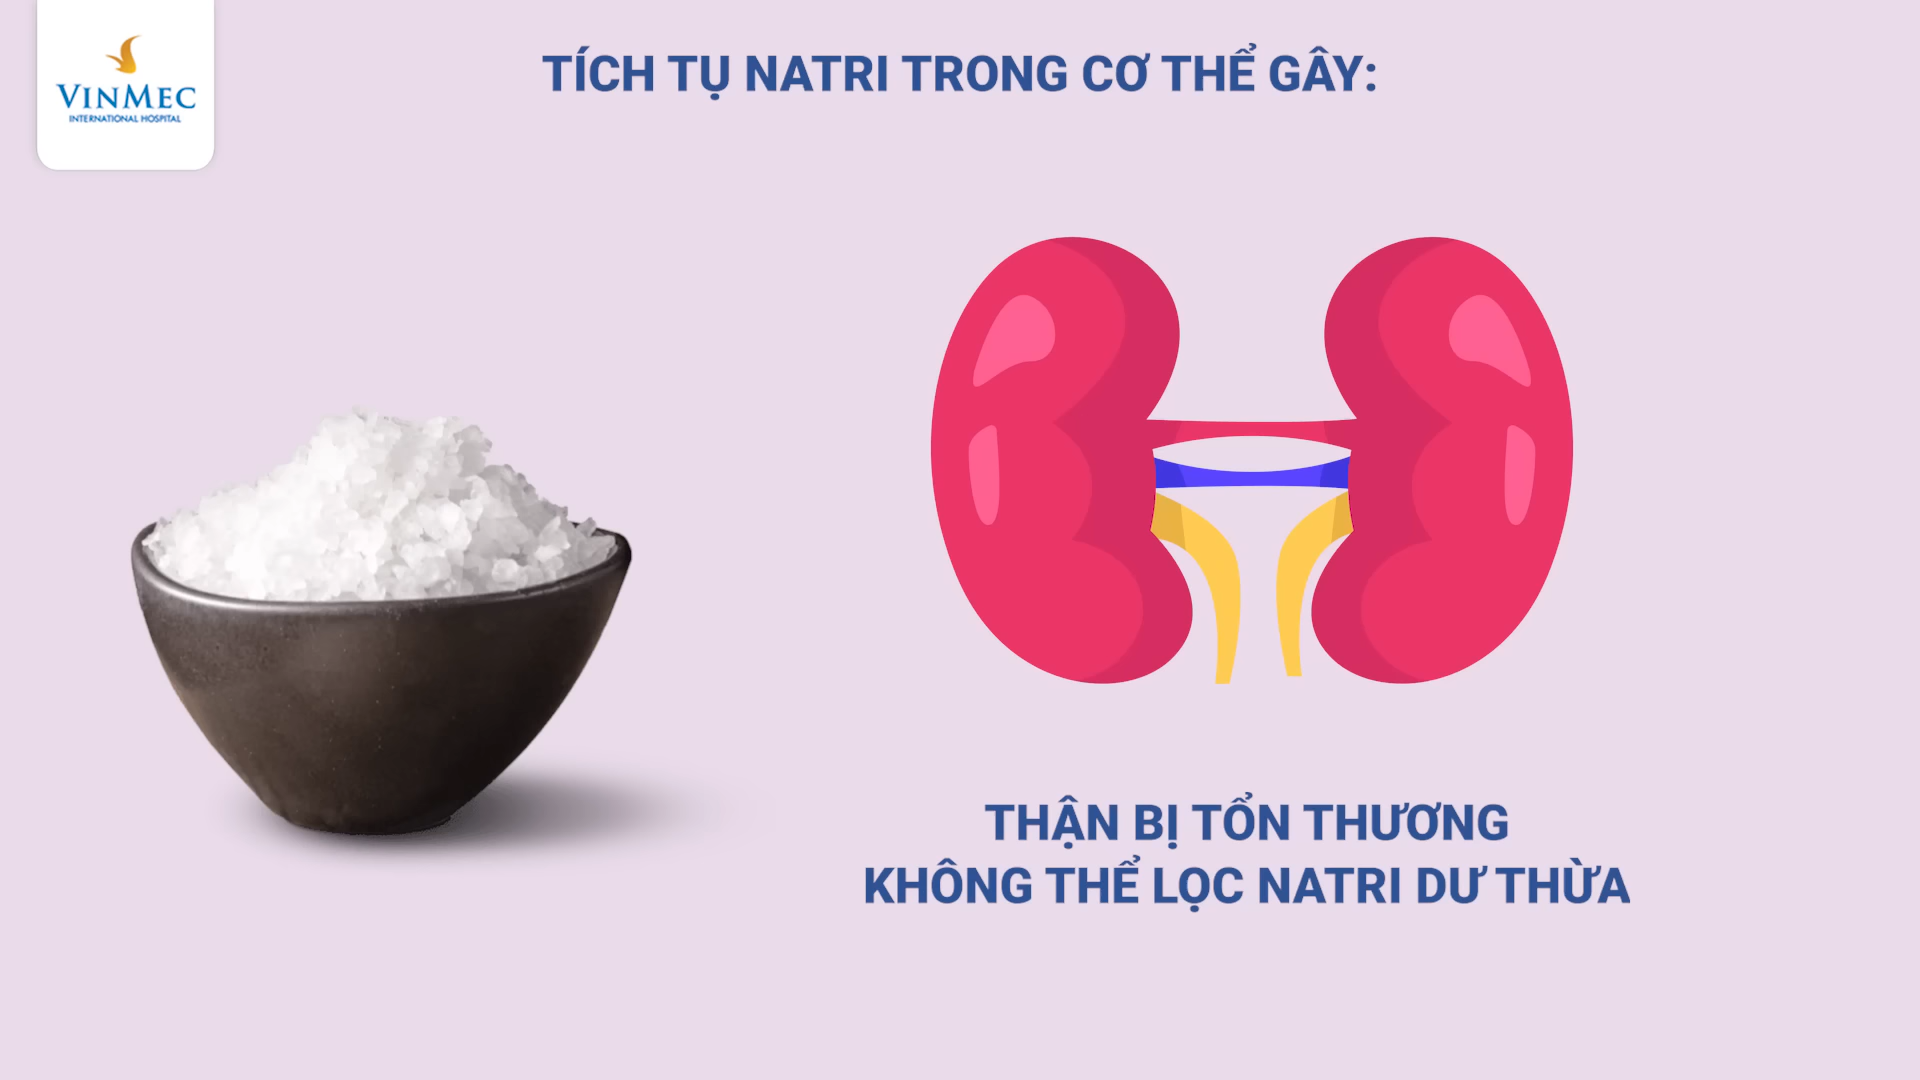 VINMEC
INTERNATIONAL HOSPITAL
TÍCH TỤ NATRI TRONG CƠ THỂ GÂY:
THẬN BỊ TỔN THƯƠNG
KHÔNG THỂ LỌC NATRI DƯ THỪA